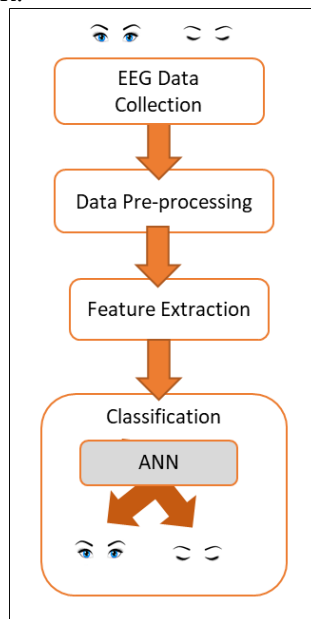 EEG Data
Collection
Data Pre-processing
Feature Extraction
Classification
ANN